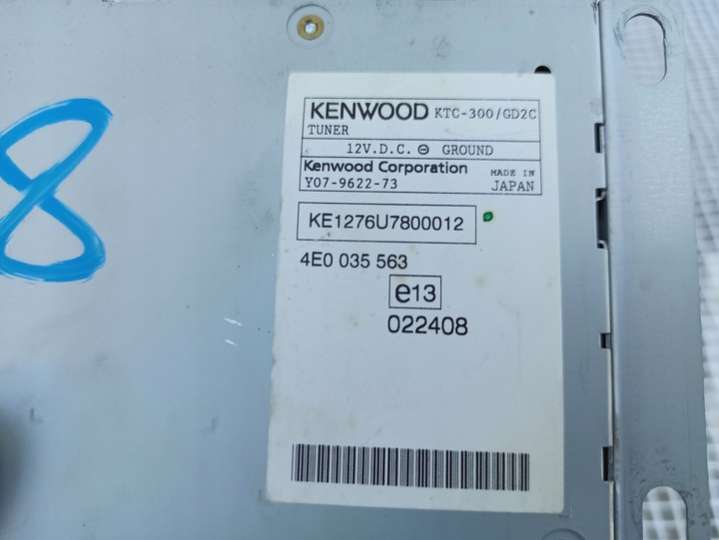 8
KENWOOD KTC-300/GD2C
TUNER
12V.D.C. ⊖ GROUND
Kenwood Corporation MADE IN
Y07-9622-73 JAPAN
KE1276U7800012
4E0 035 563
e13
022408